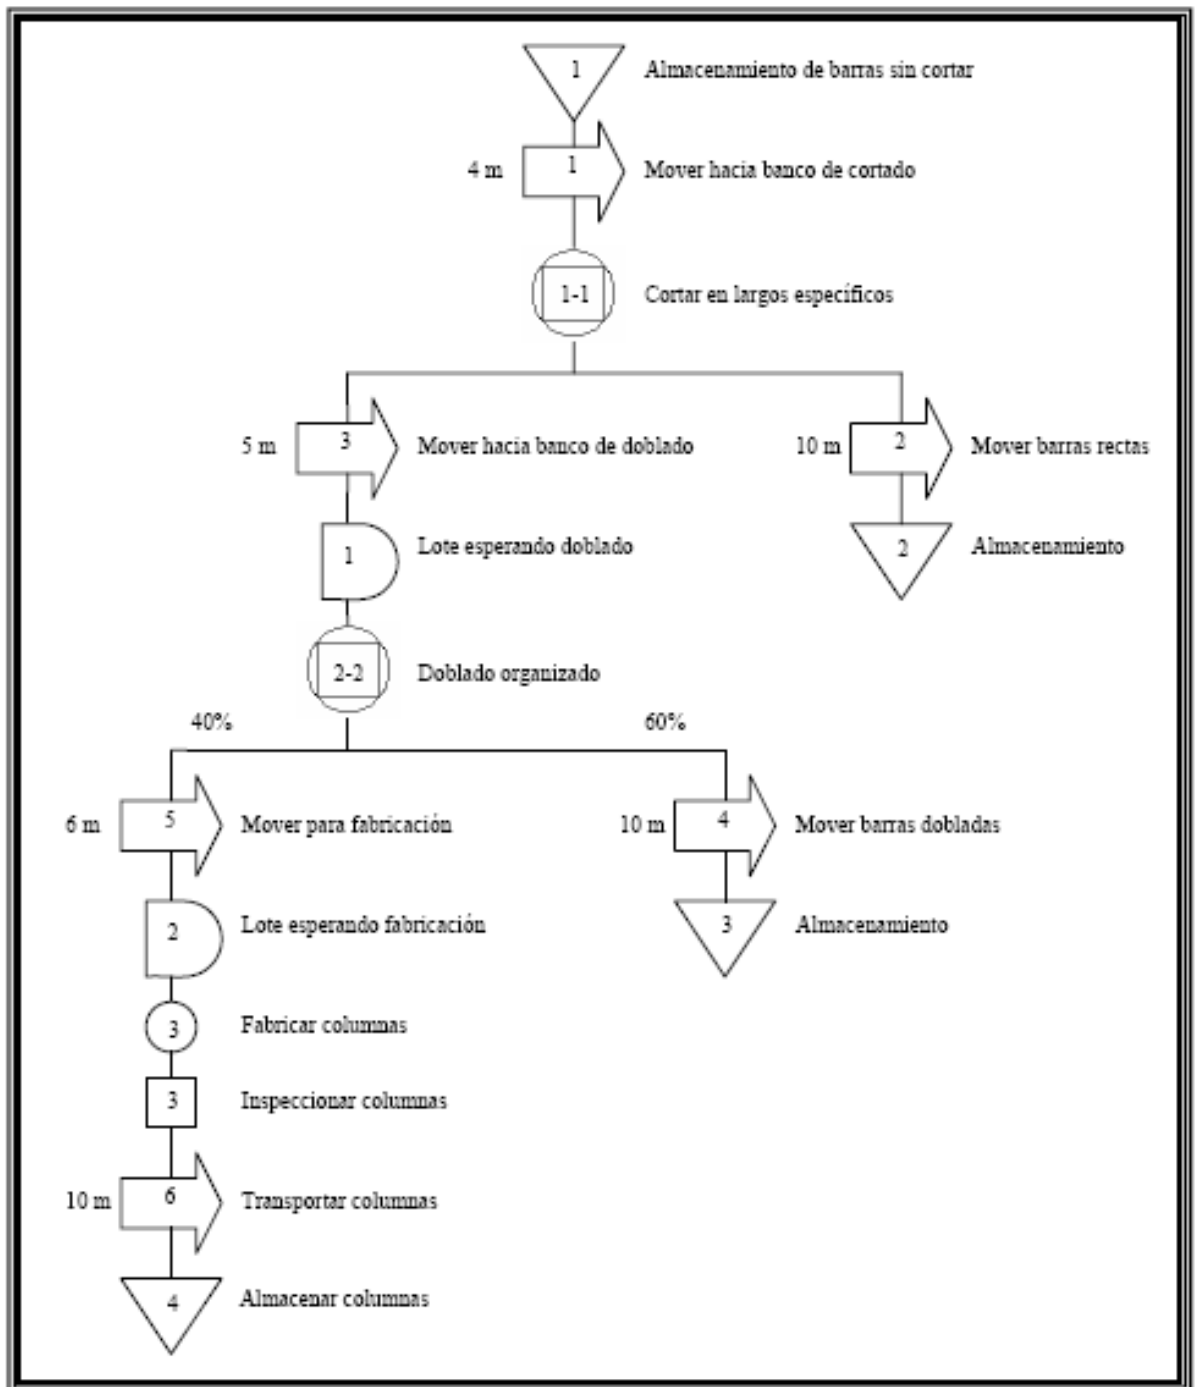 1 Almacenamiento de barras sin cortar
4 m 1 Mover hacia banco de cortado
1-1 Cortar en largos específicos
5 m 3 Mover hacia banco de doblado 10 m 2 Mover barras rectas
1 Lote esperando doblado 2 Almacenamiento
2-2 Doblado organizado
40% 60%
6 m 5 Mover para fabricación 10 m 4 Mover barras dobladas
2 Lote esperando fabricación 3 Almacenamiento
3 Fabricar columnas
3 Inspeccionar columnas
10 m 6 Transportar columnas
4 Almacenar columnas